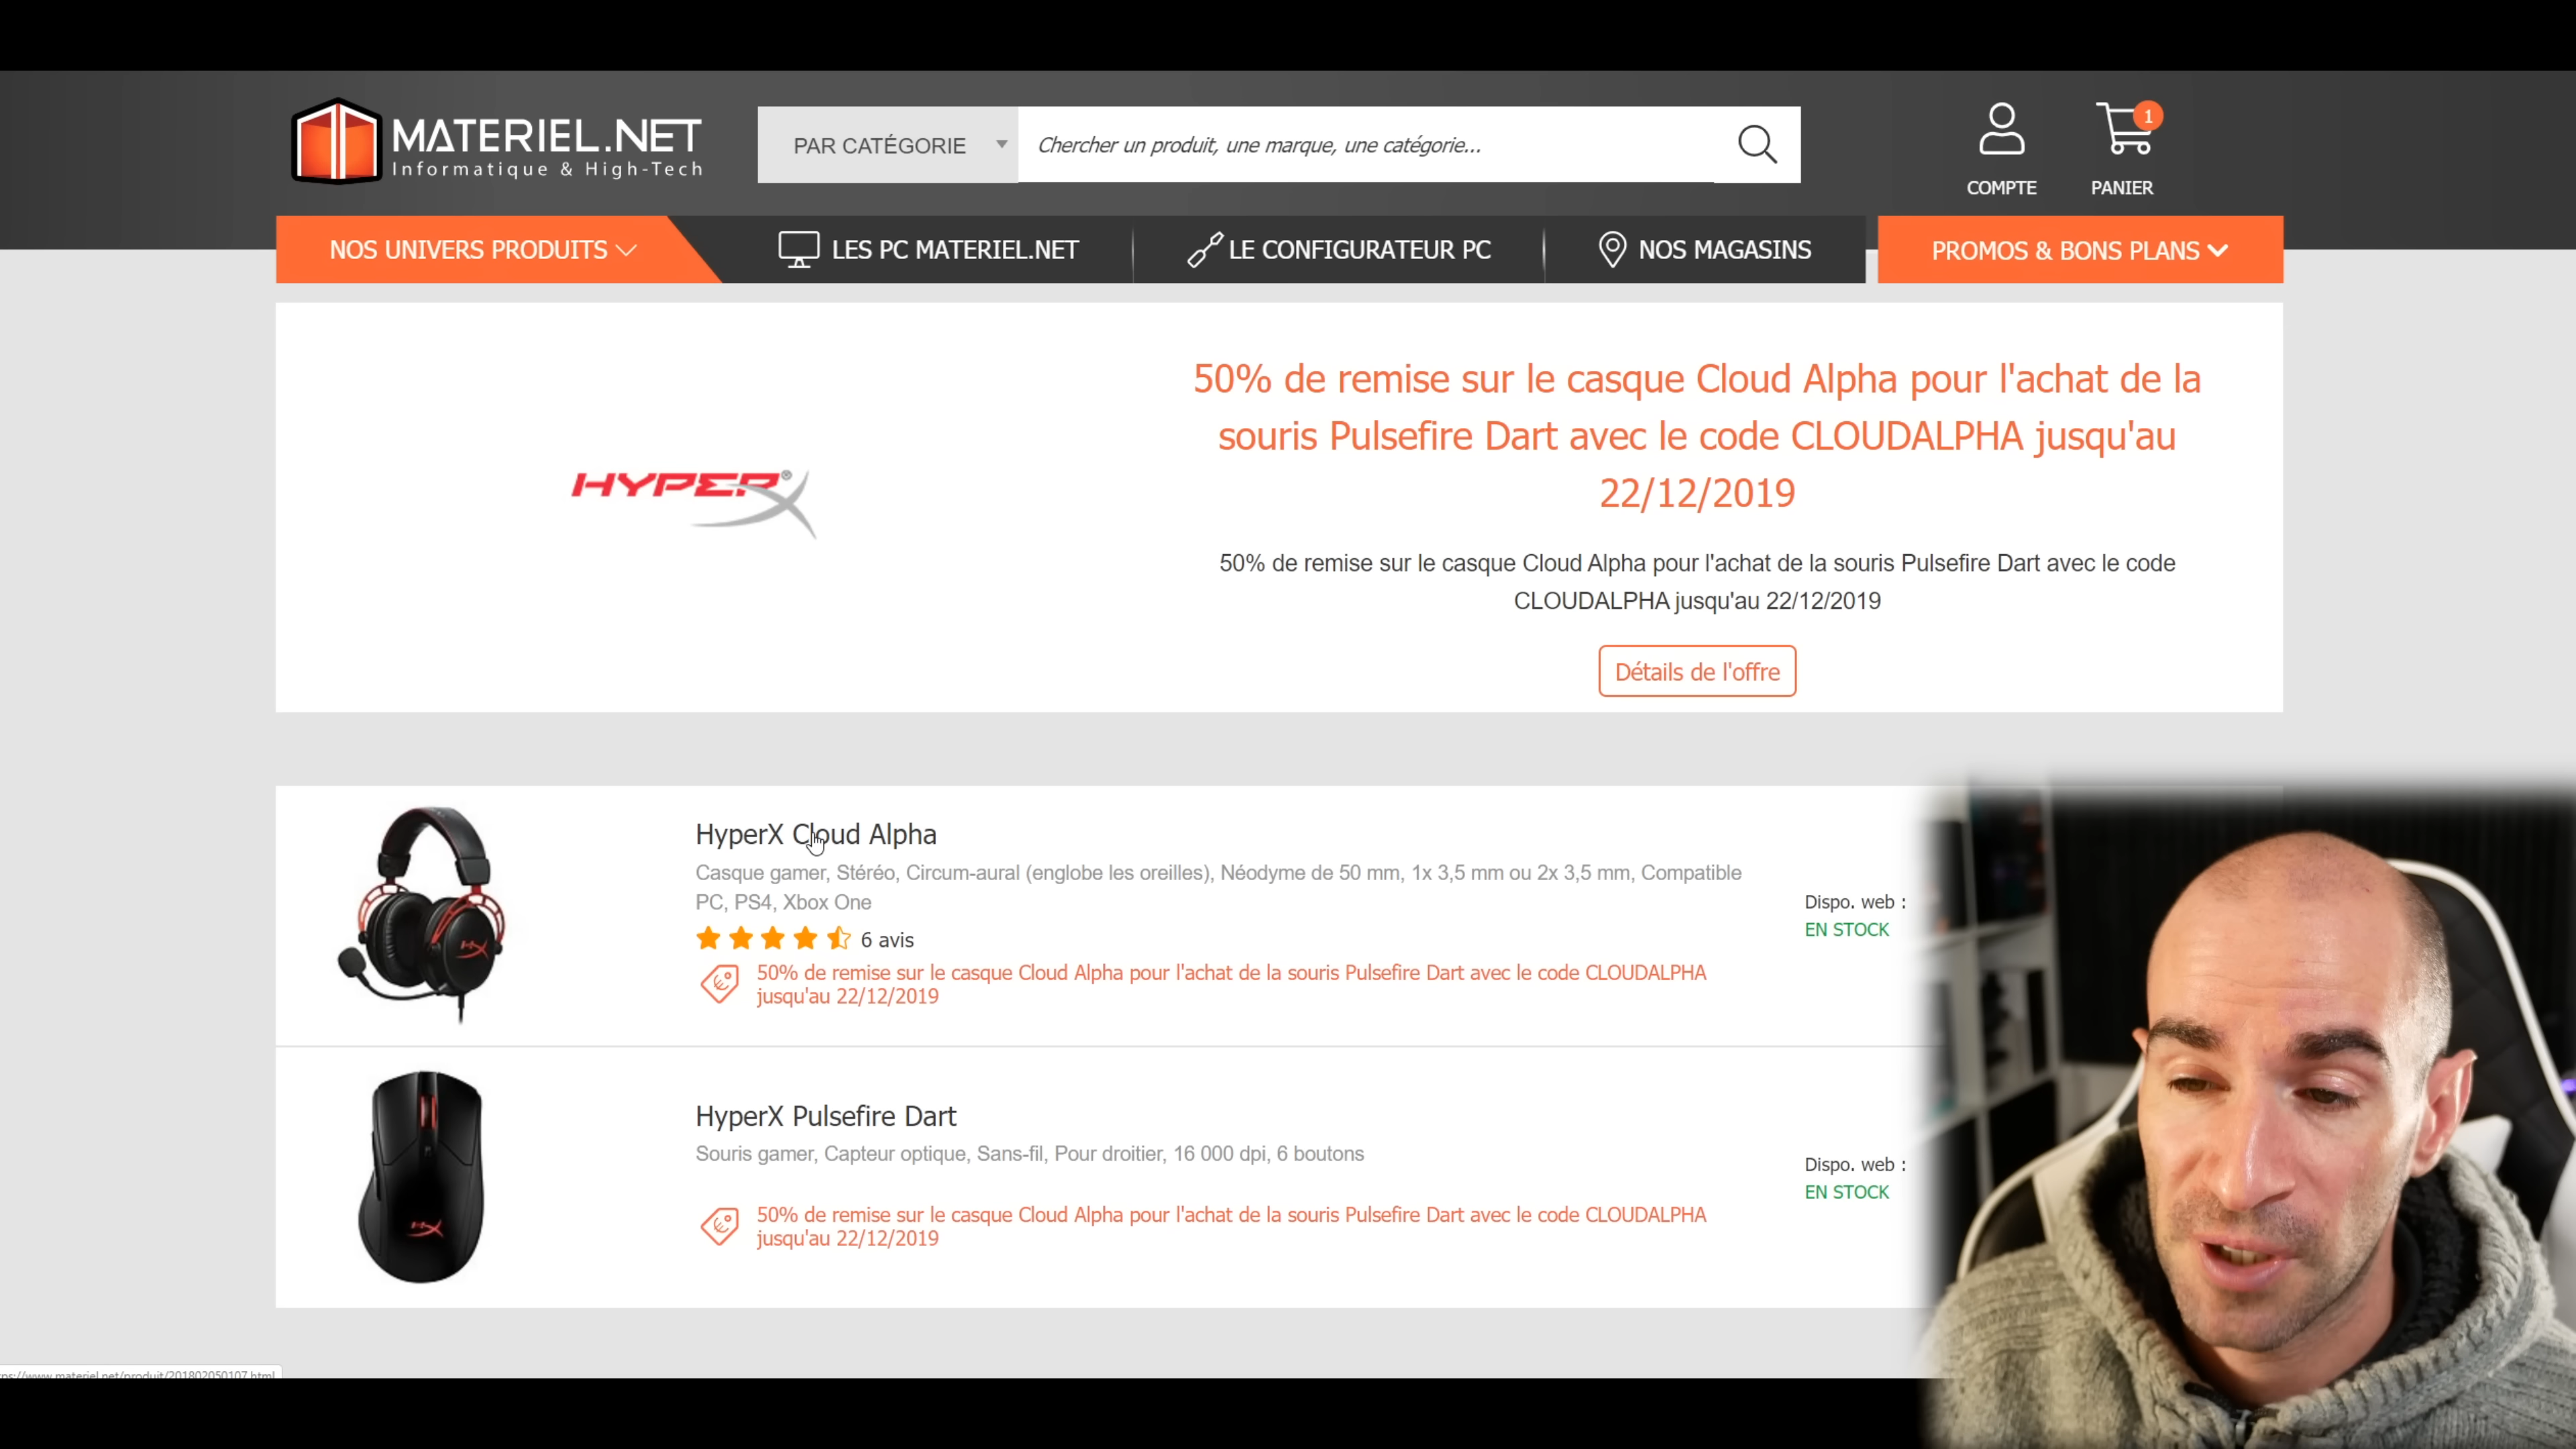 MATERIEL.NET
Informatique & High-Tech
PAR CATÉGORIE
Chercher un produit, une marque, une catégorie...
1
COMPTE
PANIER
NOS UNIVERS PRODUITS
LES PC MATERIEL.NET
LE CONFIGURATEUR PC
NOS MAGASINS
PROMOS & BONS PLANS
HYPERX®
50% de remise sur le casque Cloud Alpha pour l'achat de la
souris Pulsefire Dart avec le code CLOUDALPHA jusqu'au
22/12/2019
50% de remise sur le casque Cloud Alpha pour l'achat de la souris Pulsefire Dart avec le code
CLOUDALPHA jusqu'au 22/12/2019
Détails de l'offre
HyperX Cloud Alpha
Casque gamer, Stéréo, Circum-aural (englobe les oreilles), Néodyme de 50 mm, 1x 3,5 mm ou 2x 3,5 mm, Compatible
PC, PS4, Xbox One
6 avis
50% de remise sur le casque Cloud Alpha pour l'achat de la souris Pulsefire Dart avec le code CLOUDALPHA
jusqu'au 22/12/2019
Dispo. web :
EN STOCK
HyperX Pulsefire Dart
Souris gamer, Capteur optique, Sans-fil, Pour droitier, 16 000 dpi, 6 boutons
50% de remise sur le casque Cloud Alpha pour l'achat de la souris Pulsefire Dart avec le code CLOUDALPHA
jusqu'au 22/12/2019
Dispo. web :
EN STOCK
ps://www.materiel.net/produit/201802050107.html